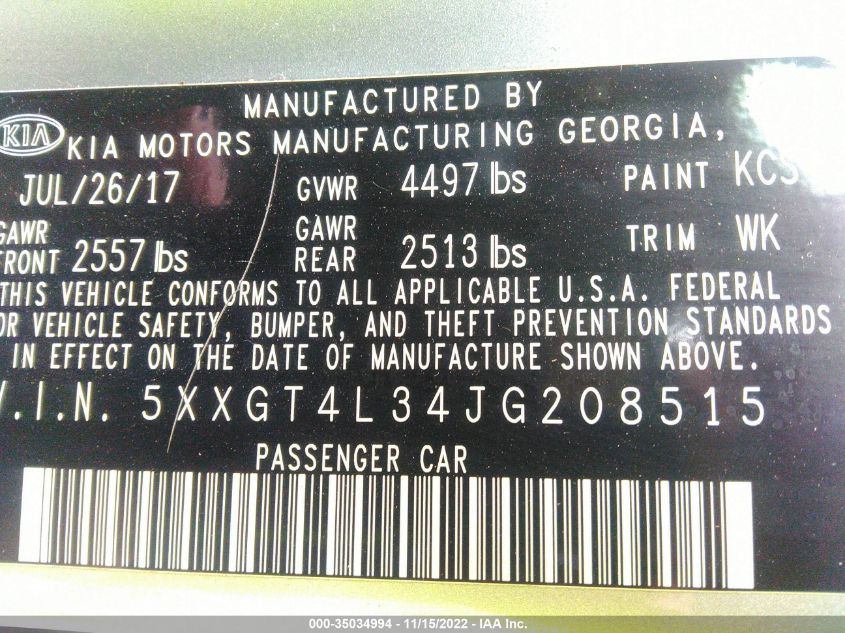 MANUFACTURED BY
KIA KIA MOTORS MANUFACTURING GEORGIA,
JUL/26/17 GVWR 4497 lbs PAINT KCS
GAWR FRONT 2557 lbs GAWR REAR 2513 lbs TRIM WK
THIS VEHICLE CONFORMS TO ALL APPLICABLE U.S.A. FEDERAL
OR VEHICLE SAFETY, BUMPER, AND THEFT PREVENTION STANDARDS
IN EFFECT ON THE DATE OF MANUFACTURE SHOWN ABOVE.
V.I.N. 5XXGT4L34JG208515
PASSENGER CAR
000-35034994 - 11/15/2022 - IAA Inc.